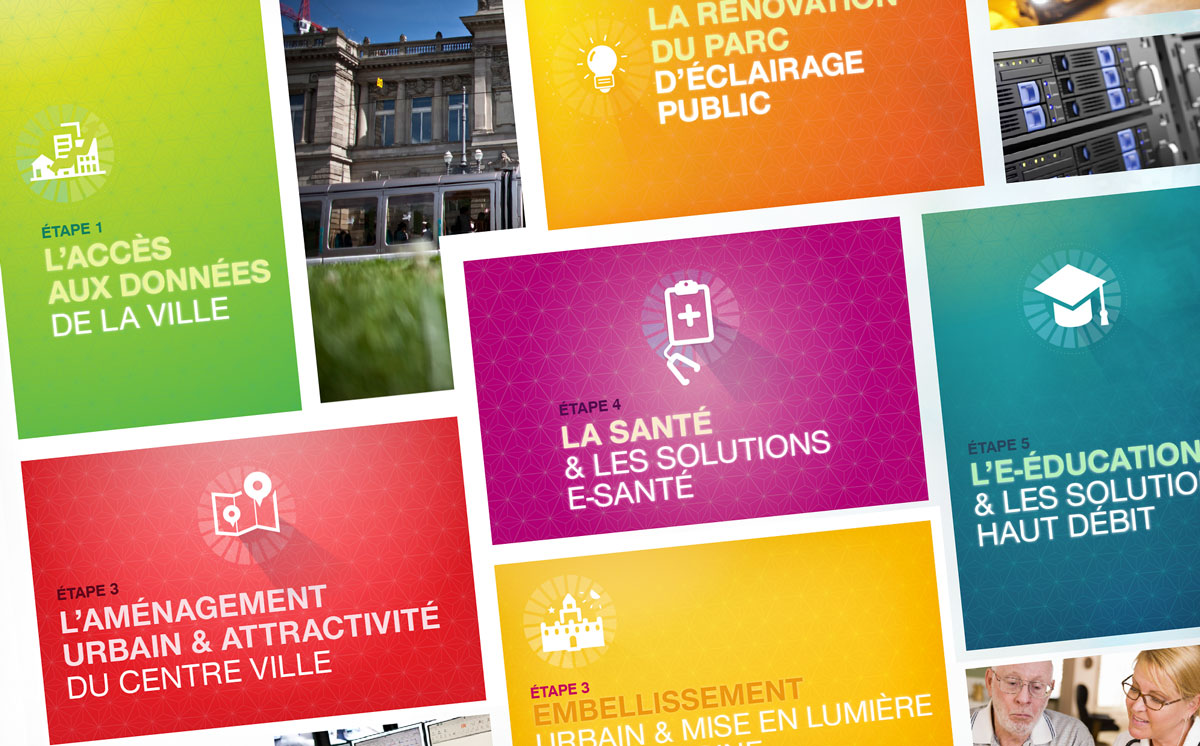 LA RÉNOVATION
DU PARC
D'ÉCLAIRAGE
PUBLIC
ÉTAPE 1
L'ACCÈS
AUX DONNÉES
DE LA VILLE
ÉTAPE 4
LA SANTÉ
& LES SOLUTIONS
E-SANTÉ
ÉTAPE 5
L'E-ÉDUCATION
& LES SOLUTIO
HAUT DÉBIT
ÉTAPE 3
L'AMÉNAGEMENT
URBAIN & ATTRACTIVITÉ
DU CENTRE VILLE
ÉTAPE 3
EMBELLISSEMENT
URBAIN & MISE EN LUMIÈRE